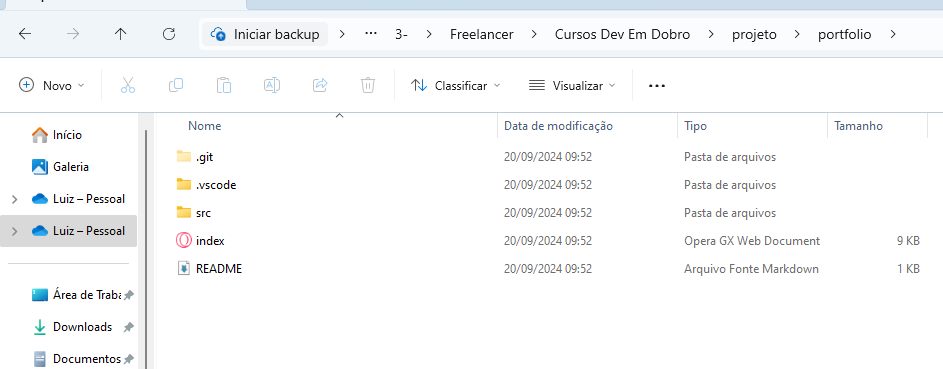 Iniciar backup > ... 3- > Freelancer > Cursos Dev Em Dobro > projeto > portfolio >
Novo Classificar Visualizar ...
Nome Data de modificação Tipo Tamanho
Início
Galeria
Luiz – Pessoal
Luiz – Pessoal
Área de Traba
Downloads
Documentos
.git 20/09/2024 09:52 Pasta de arquivos
.vscode 20/09/2024 09:52 Pasta de arquivos
src 20/09/2024 09:52 Pasta de arquivos
index 20/09/2024 09:52 Opera GX Web Document 9 KB
README 20/09/2024 09:52 Arquivo Fonte Markdown 1 KB